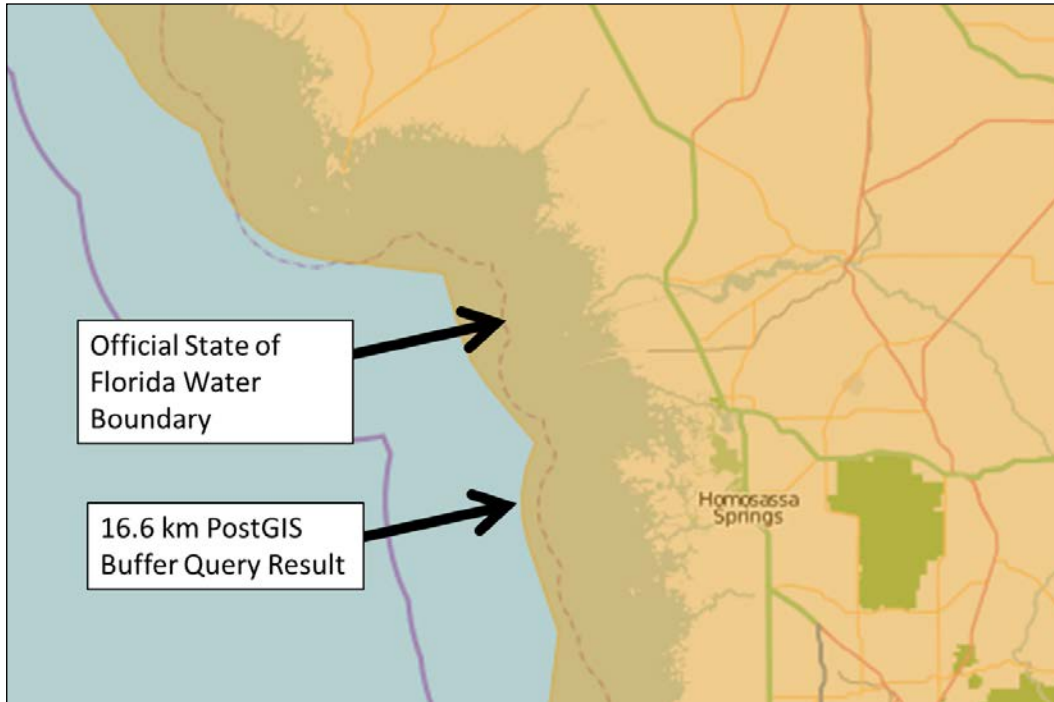 Official State of
Florida Water
Boundary
16.6 km PostGIS
Buffer Query Result
Homosassa
Springs